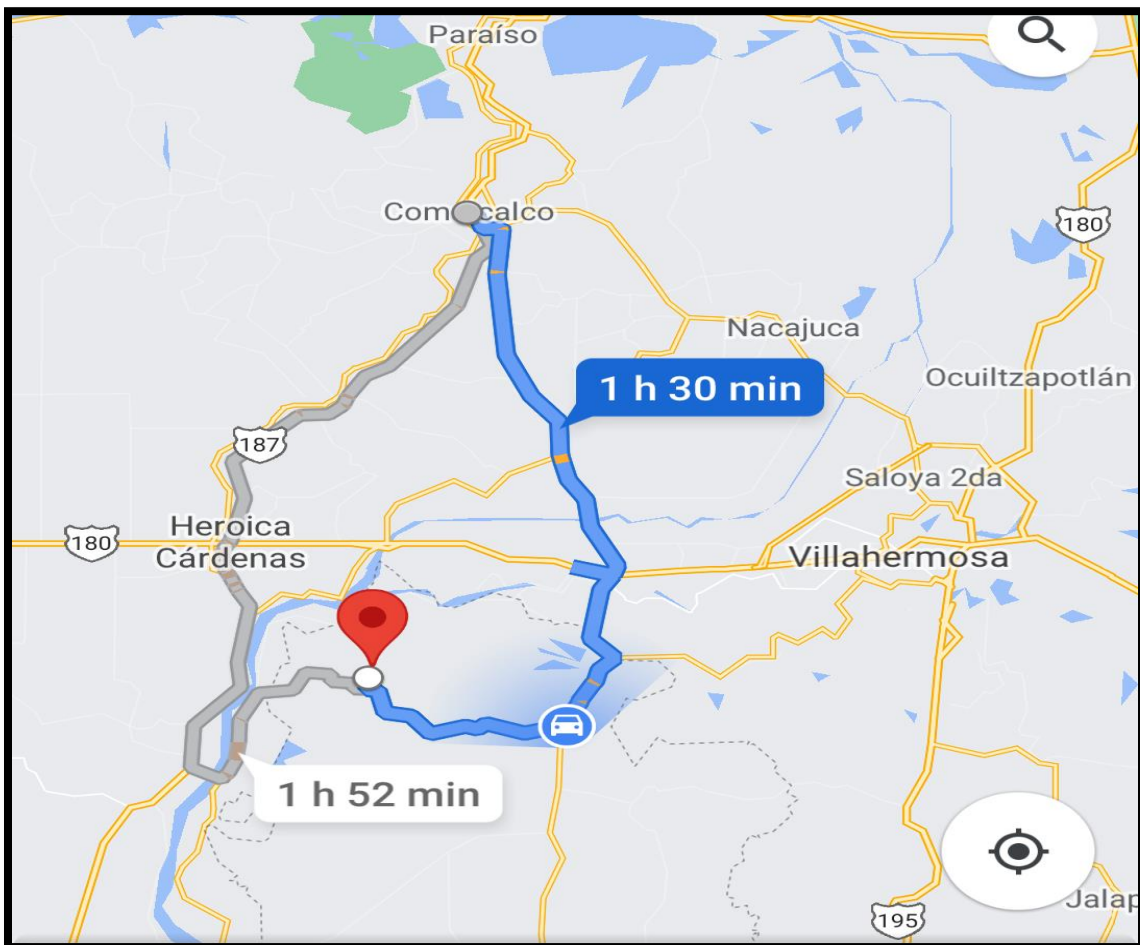 Paraíso
Comalcalco
180
Nacajuca
1 h 30 min
Ocuiltzapotlán
187
Saloya 2da
180
Heroica
Cárdenas
Villahermosa
1 h 52 min
Jalap
195